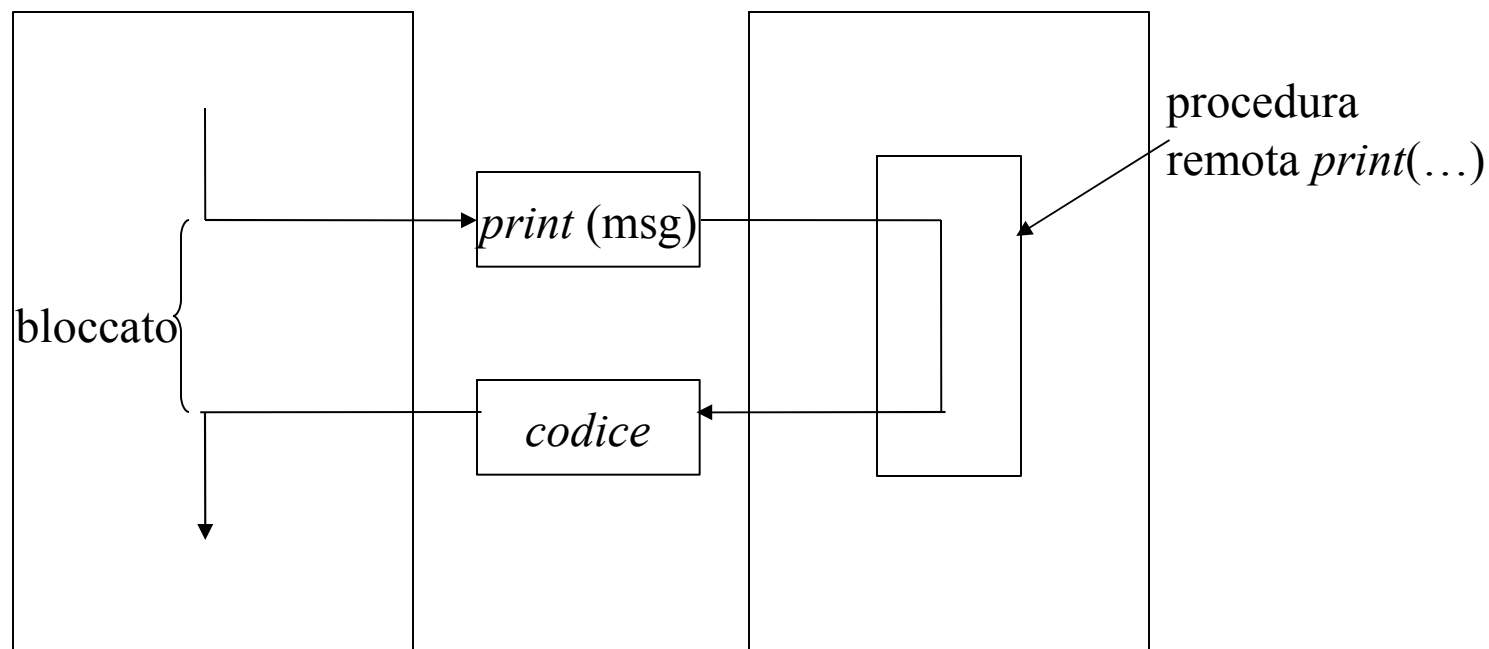 procedura
remota print(…)
print (msg)
bloccato
codice